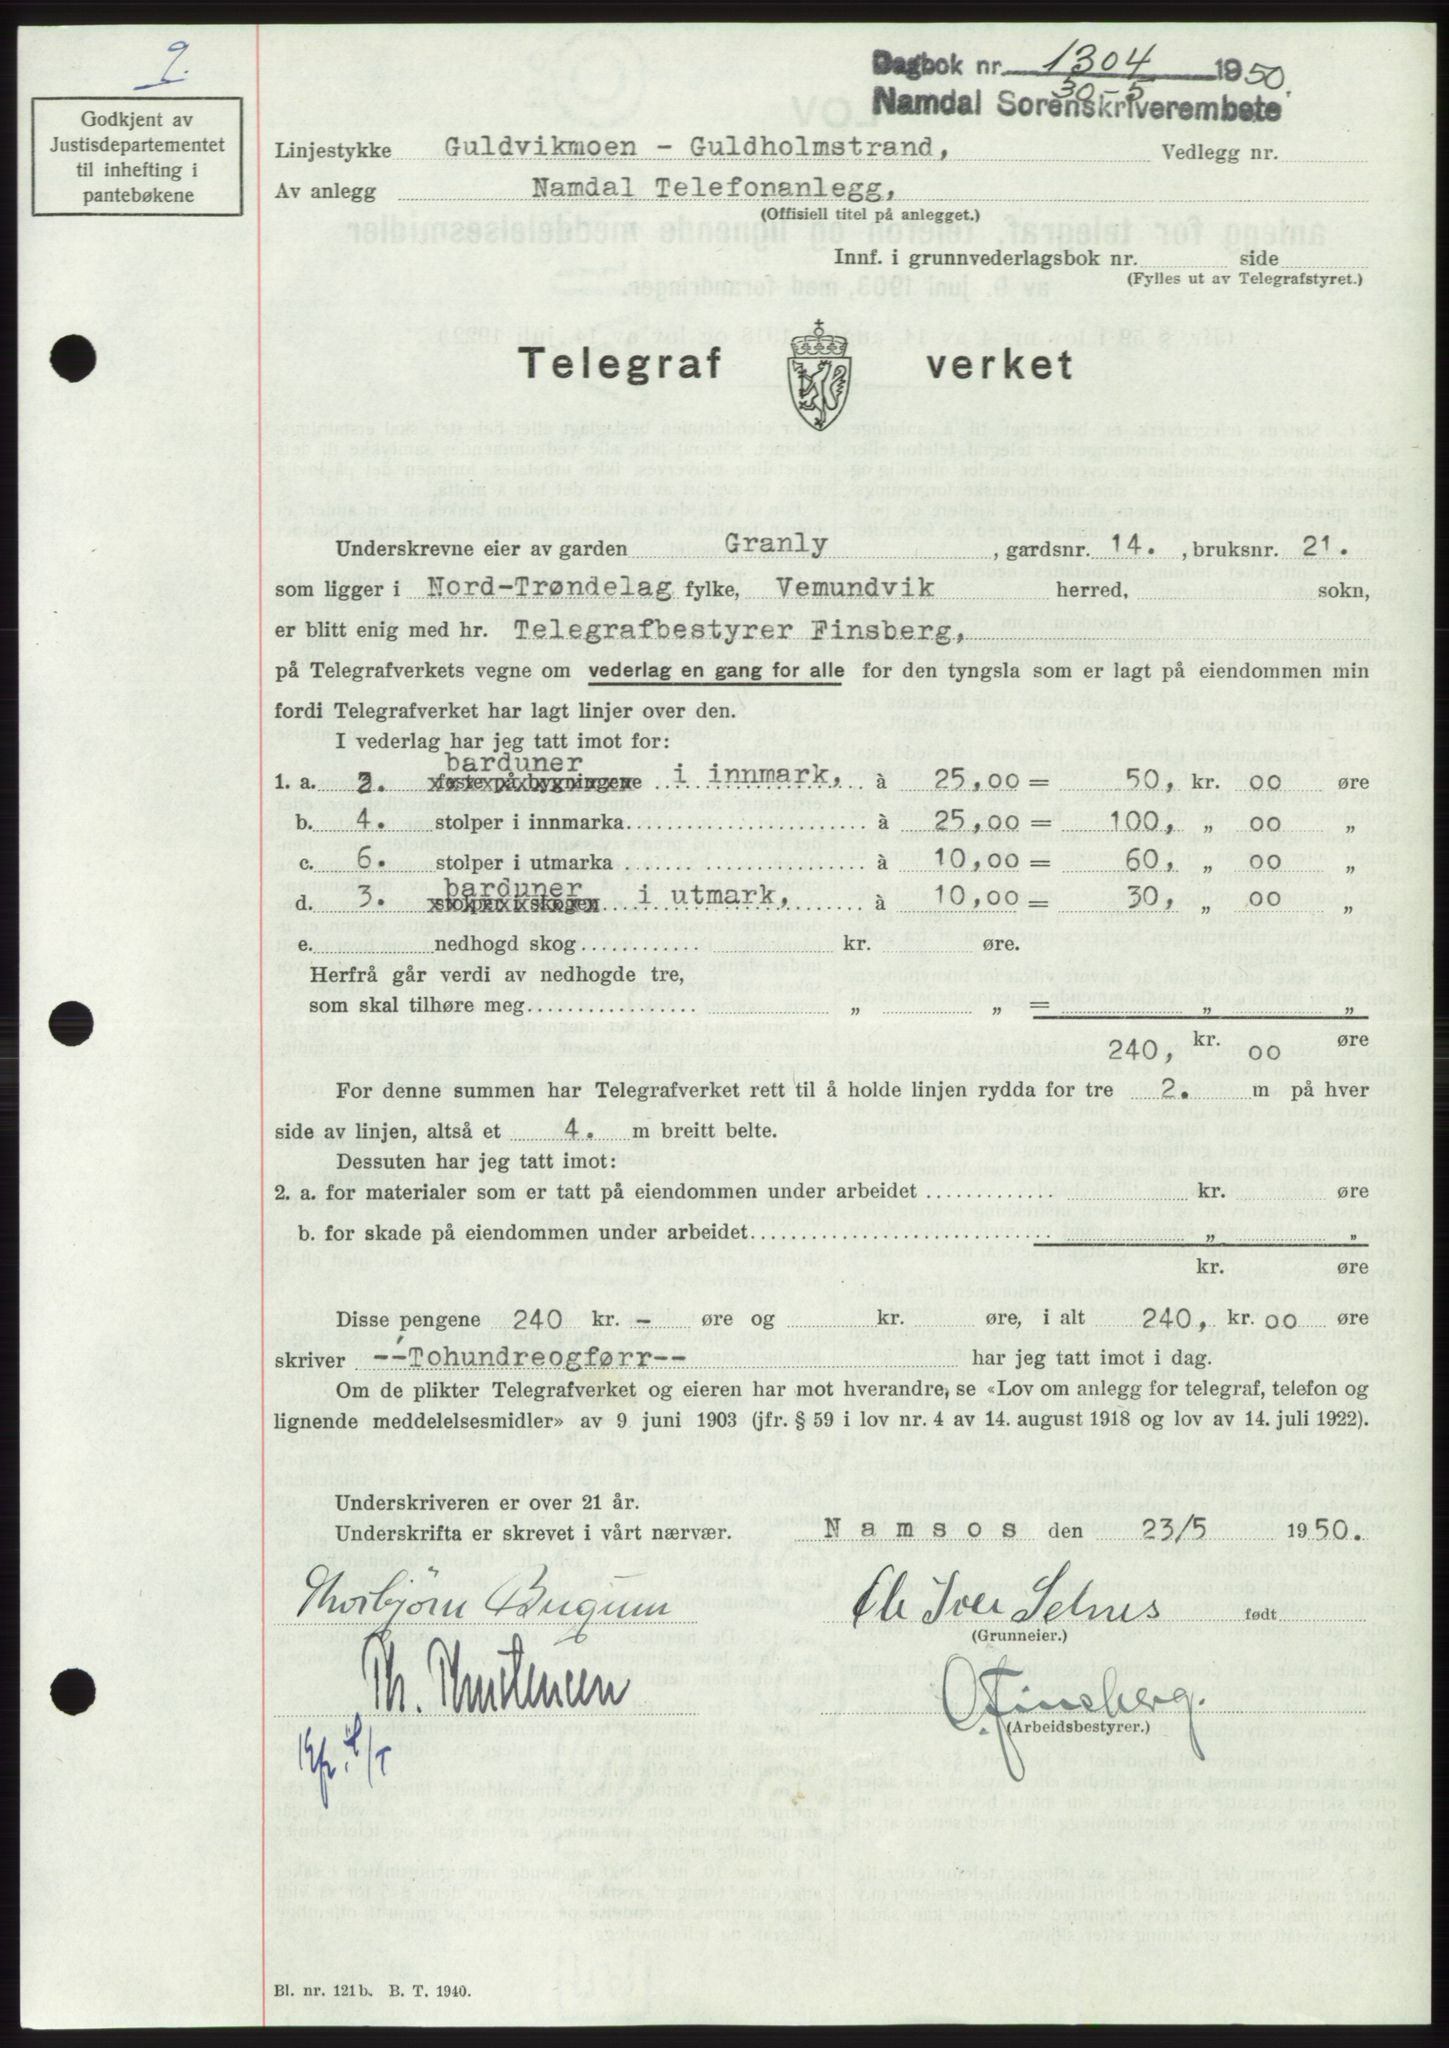 2.
Dagbok nr. 1304 1950.
30-5
Namdal Sorenskriverembete
Godkjent av
Justisdepartementet
til inhefting i
pantebøkene
Linjestykke Guldvikmoen - Guldholmstrand, Vedlegg nr.
Av anlegg Namdal Telefonanlegg,
(Offisiell titel på anlegget.)
Innf. i grunnvederlagsbok nr. side
(Fylles ut av Telegrafstyret.)
Telegraf verket
Underskrevne eier av garden Granly , gardsnr. 14. , bruksnr. 21.
som ligger i Nord-Trøndelag fylke, Vemundvik herred, sokn,
er blitt enig med hr. Telegrafbestyrer Finsberg,
på Telegrafverkets vegne om vederlag en gang for alle for den tyngsla som er lagt på eiendommen min
fordi Telegrafverket har lagt linjer over den.
I vederlag har jeg tatt imot for:
barduner
1. a. 2. feste på bygningene i innmark, à 25,00 = 50, kr. 00 øre
b. 4. stolper i innmarka à 25,00 = 100, „ 00 „
c. 6. stolper i utmarka à 10,00 = 60, „ 00 „
barduner
d. 3. stolper i skogen i utmark, à 10,00 = 30, „ 00 „
e. nedhogd skog kr. øre.
Herfrå går verdi av nedhogde tre,
som skal tilhøre meg „ „ = „ „
240, kr. 00 øre
For denne summen har Telegrafverket rett til å holde linjen rydda for tre 2. m på hver
side av linjen, altså et 4. m breitt belte.
Dessuten har jeg tatt imot:
2. a. for materialer som er tatt på eiendommen under arbeidet kr. øre
b. for skade på eiendommen under arbeidet „ „
kr. øre
Disse pengene 240 kr. - øre og kr. øre, i alt 240, kr. 00 øre
skriver --Tohundreogførr-- har jeg tatt imot i dag.
Om de plikter Telegrafverket og eieren har mot hverandre, se «Lov om anlegg for telegraf, telefon og
lignende meddelelsesmidler» av 9 juni 1903 (jfr. § 59 i lov nr. 4 av 14. august 1918 og lov av 14. juli 1922).
Underskriveren er over 21 år.
Underskrifta er skrevet i vårt nærvær. Namsos den 23/5 1950.
Thorbjörn Bugum Ole Iver Selnes født
(Grunneier.)
Th. O. Finsberg.
(Arbeidsbestyrer.)
Bl. nr. 121b. B. T. 1940.